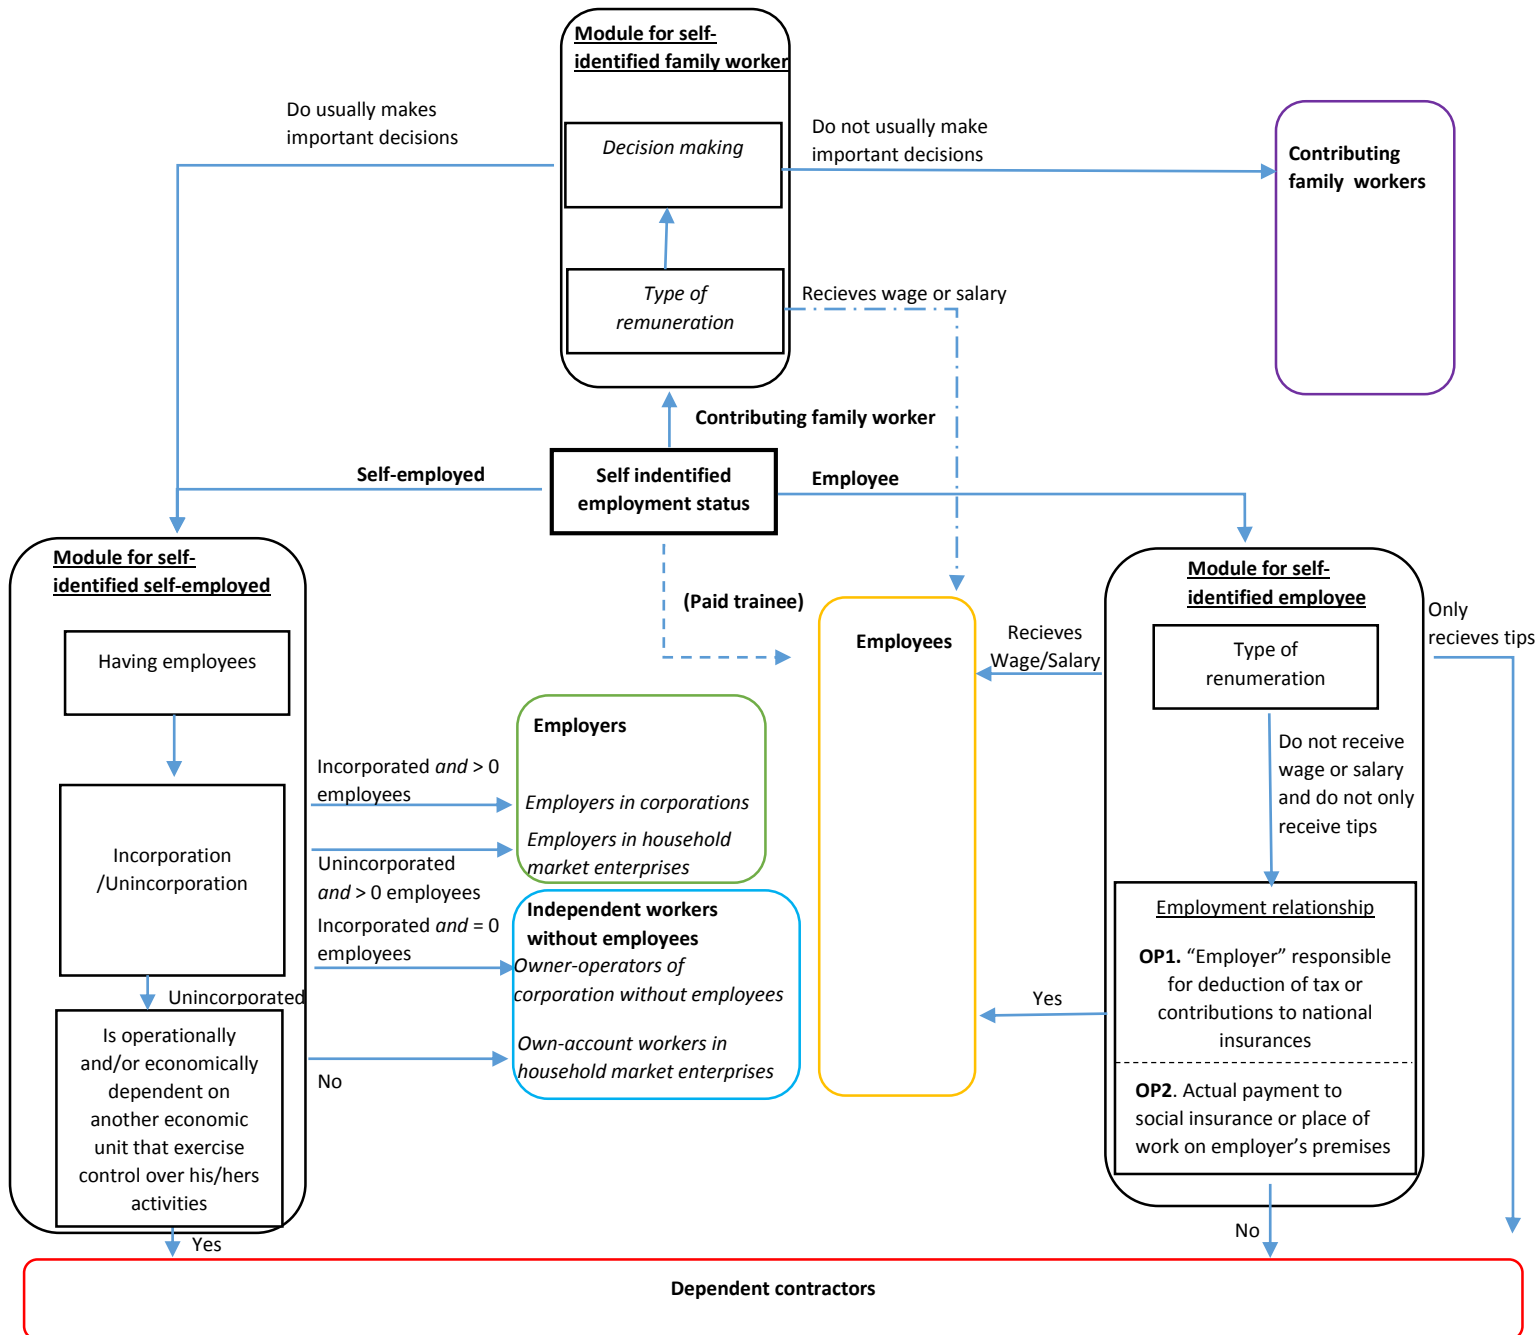 Module for self-
identified family worker
Do usually makes
important decisions
Decision making
Do not usually make
important decisions
Contributing
family workers
Type of
remuneration
Recieves wage or salary
Contributing family worker
Self-employed
Self indentified
employment status
Employee
Module for self-
identified self-employed
(Paid trainee)
Module for self-
identified employee
Only
recieves tips
Having employees
Employees
Recieves
Wage/Salary
Type of
renumeration
Employers
Do not receive
wage or salary
and do not only
receive tips
Incorporated and > 0
employees
Employers in corporations
Employers in household
market enterprises
Incorporation
/Unincorporation
Unincorporated
and > 0 employees
Independent workers
without employees
Incorporated and = 0
employees
Owner-operators of
corporation without employees
Employment relationship
OP1. “Employer” responsible
for deduction of tax or
contributions to national
insurances
Yes
Unincorporated
Is operationally
and/or economically
dependent on
another economic
unit that exercise
control over his/hers
activities
No
Own-account workers in
household market enterprises
OP2. Actual payment to
social insurance or place of
work on employer’s premises
Yes
No
Dependent contractors